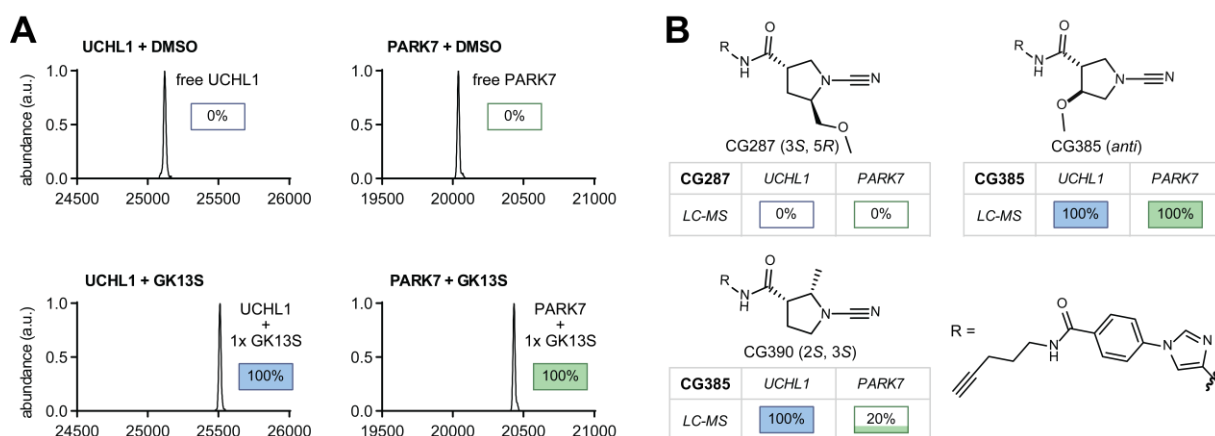 A
UCHL1 + DMSO
abundance (a.u.)
1.0
0.5
0.0
24500 25000 25500 26000
free UCHL1
0%
PARK7 + DMSO
1.0
0.5
0.0
19500 20000 20500 21000
free PARK7
0%
UCHL1 + GK13S
abundance (a.u.)
1.0
0.5
0.0
24500 25000 25500 26000
UCHL1
+
1x GK13S
100%
PARK7 + GK13S
1.0
0.5
0.0
19500 20000 20500 21000
PARK7
+
1x GK13S
100%
B
O
R
NH
N
N
O
CG287 (3S, 5R)
CG287 UCHL1 PARK7
LC-MS 0% 0%
O
R
NH
N
N
O
CG385 (anti)
CG385 UCHL1 PARK7
LC-MS 100% 100%
O
R
NH
N
N
CG390 (2S, 3S)
CG385 UCHL1 PARK7
LC-MS 100% 20%
R =
O
NH
N
N